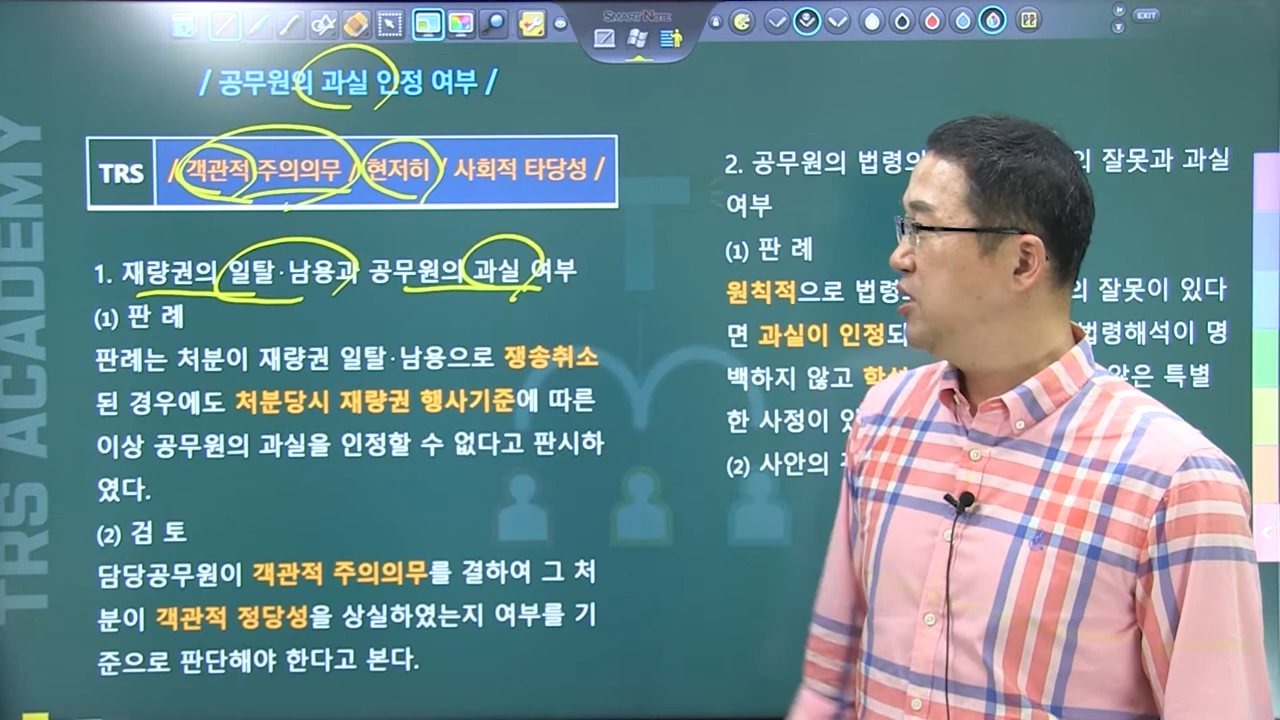 SMART NOTE
EXIT
/ 공무원의 과실 인정 여부 /
TRS / 객관적 주의의무 / 현저히 / 사회적 타당성 /
1. 재량권의 일탈·남용과 공무원의 과실 여부
(1) 판 례
판례는 처분이 재량권 일탈·남용으로 쟁송취소
된 경우에도 처분당시 재량권 행사기준에 따른
이상 공무원의 과실을 인정할 수 없다고 판시하
였다.
(2) 검 토
담당공무원이 객관적 주의의무를 결하여 그 처
분이 객관적 정당성을 상실하였는지 여부를 기
준으로 판단해야 한다고 본다.
2. 공무원의 의 잘못과 과실
여부
(1) 판 례
원칙적으로 법령 의 잘못이 있다
면 과실이 인정되 법령해석이 명
백하지 않고 특별
한 사정이
(2) 사안의
TRS ACADEMY